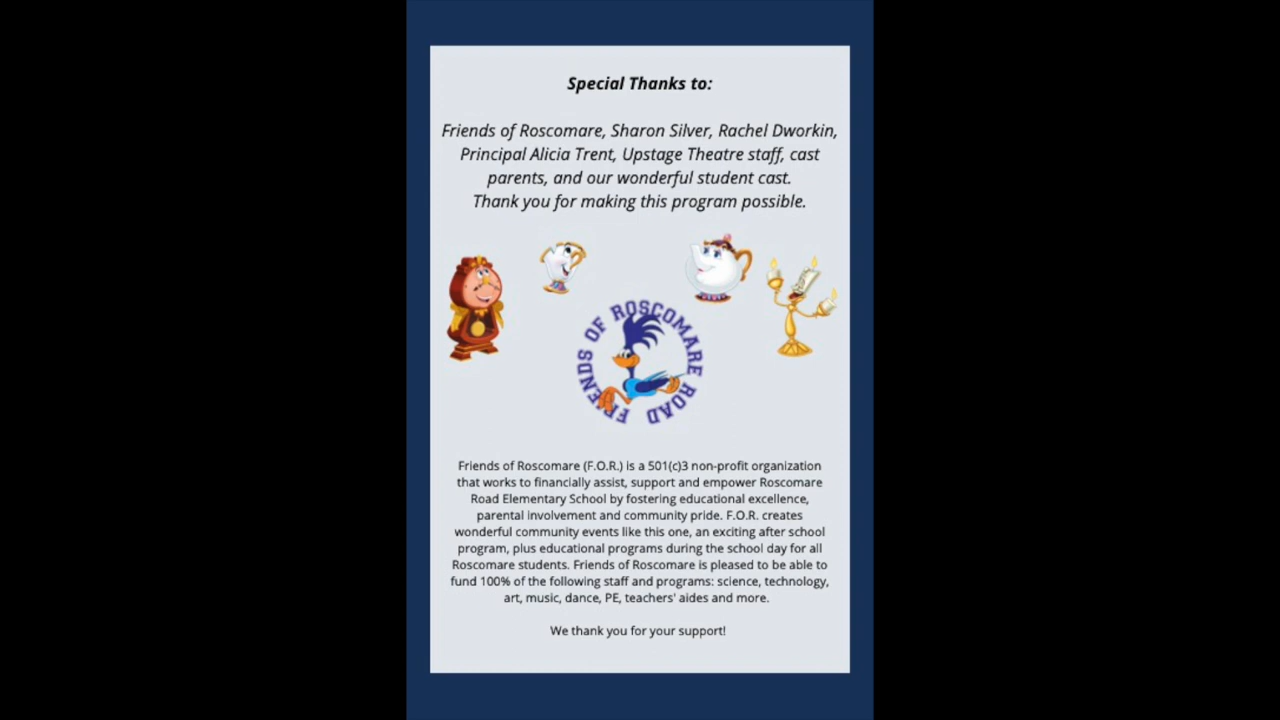 Special Thanks to:
Friends of Roscomare, Sharon Silver, Rachel Dworkin,
Principal Alicia Trent, Upstage Theatre staff, cast
parents, and our wonderful student cast.
Thank you for making this program possible.
FRIENDS OF ROSCOMARE ROAD
Friends of Roscomare (F.O.R.) is a 501(c)3 non-profit organization
that works to financially assist, support and empower Roscomare
Road Elementary School by fostering educational excellence,
parental involvement and community pride. F.O.R. creates
wonderful community events like this one, an exciting after school
program, plus educational programs during the school day for all
Roscomare students. Friends of Roscomare is pleased to be able to
fund 100% of the following staff and programs: science, technology,
art, music, dance, PE, teachers' aides and more.
We thank you for your support!